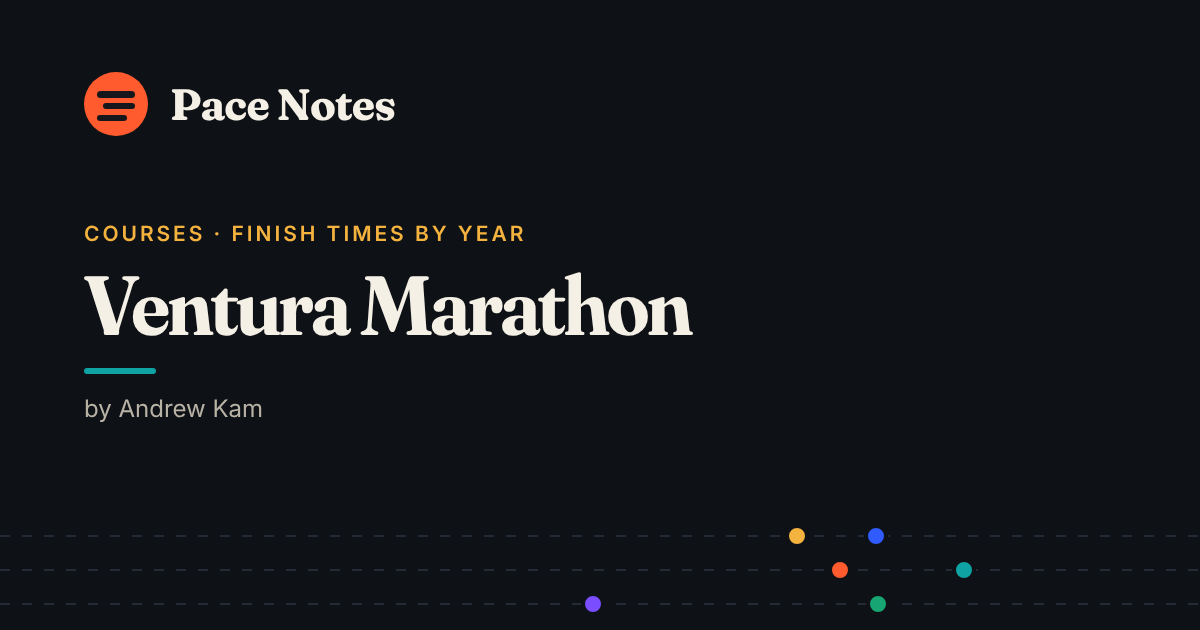 Pace Notes
COURSES · FINISH TIMES BY YEAR
Ventura Marathon
by Andrew Kam